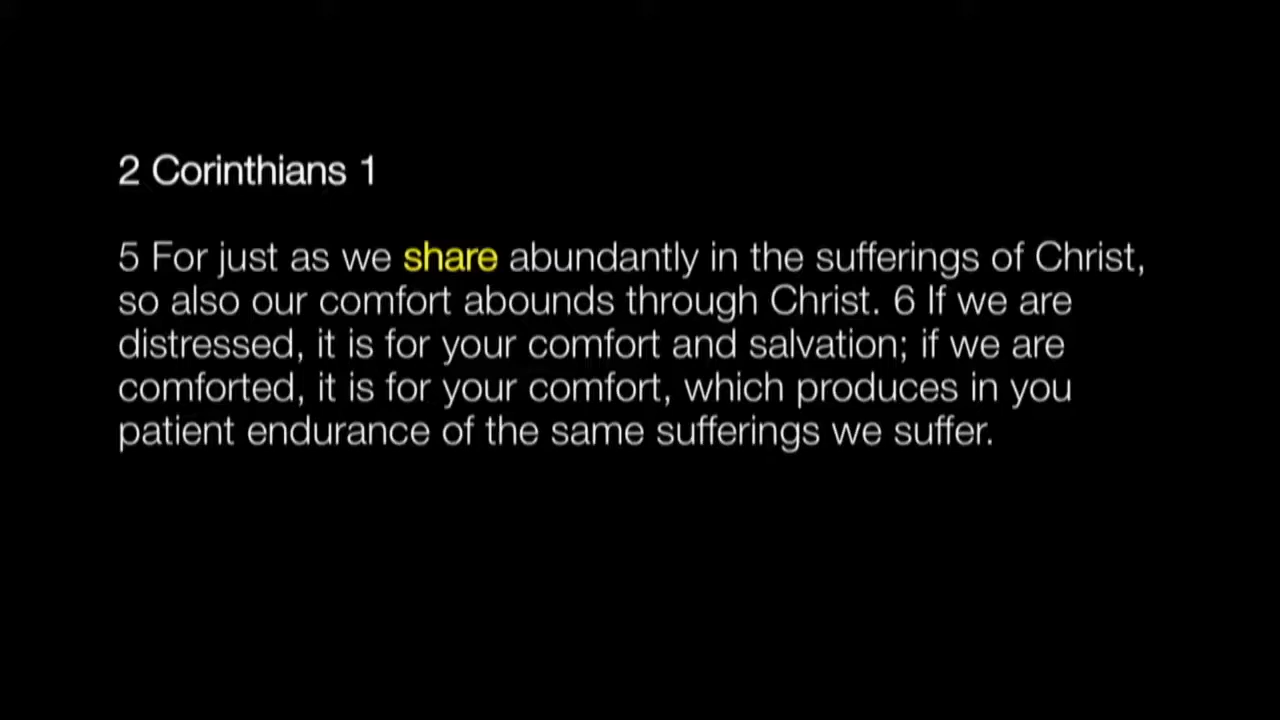 2 Corinthians 1
5 For just as we share abundantly in the sufferings of Christ,
so also our comfort abounds through Christ. 6 If we are
distressed, it is for your comfort and salvation; if we are
comforted, it is for your comfort, which produces in you
patient endurance of the same sufferings we suffer.